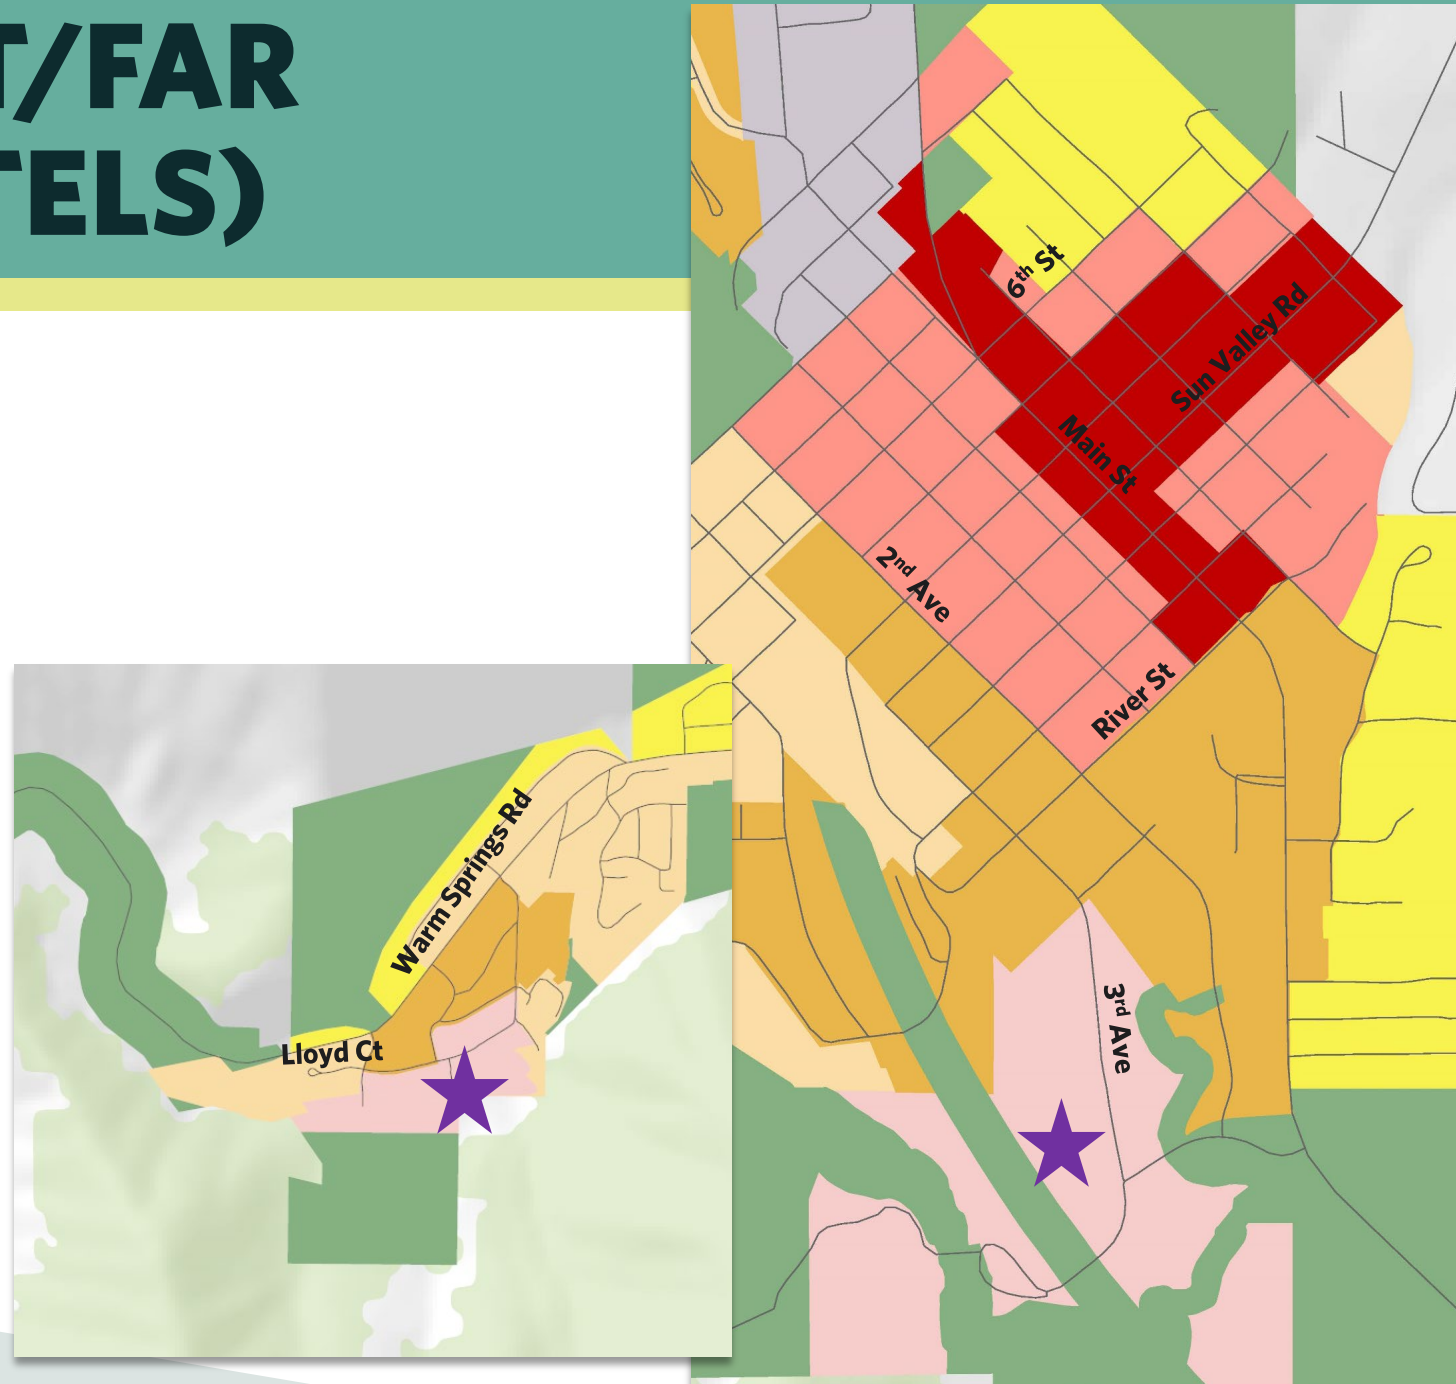 T/FAR
TELS)
6th St
Sun Valley Rd
Main St
2nd Ave
River St
3rd Ave
Warm Springs Rd
Lloyd Ct